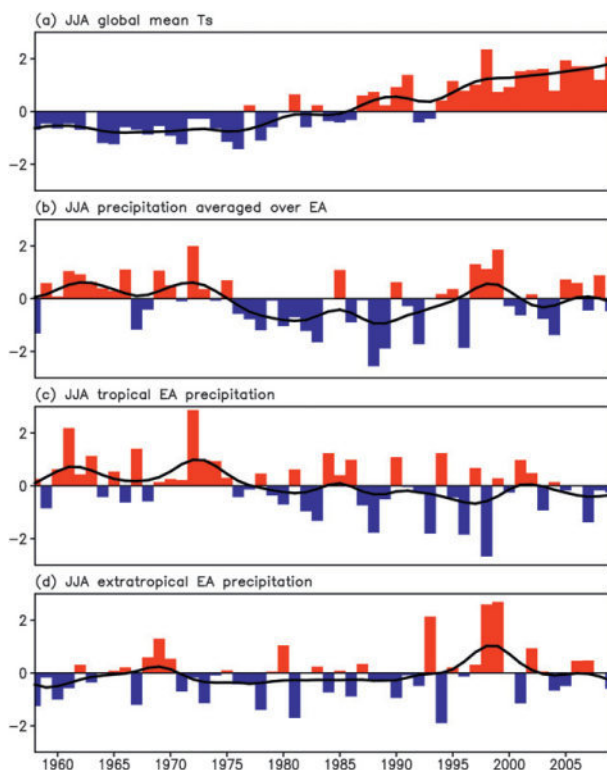 (a) JJA global mean Ts
2
0
-2
(b) JJA precipitation averaged over EA
2
0
-2
(c) JJA tropical EA precipitation
2
0
-2
(d) JJA extratropical EA precipitation
2
0
-2
1960 1965 1970 1975 1980 1985 1990 1995 2000 2005